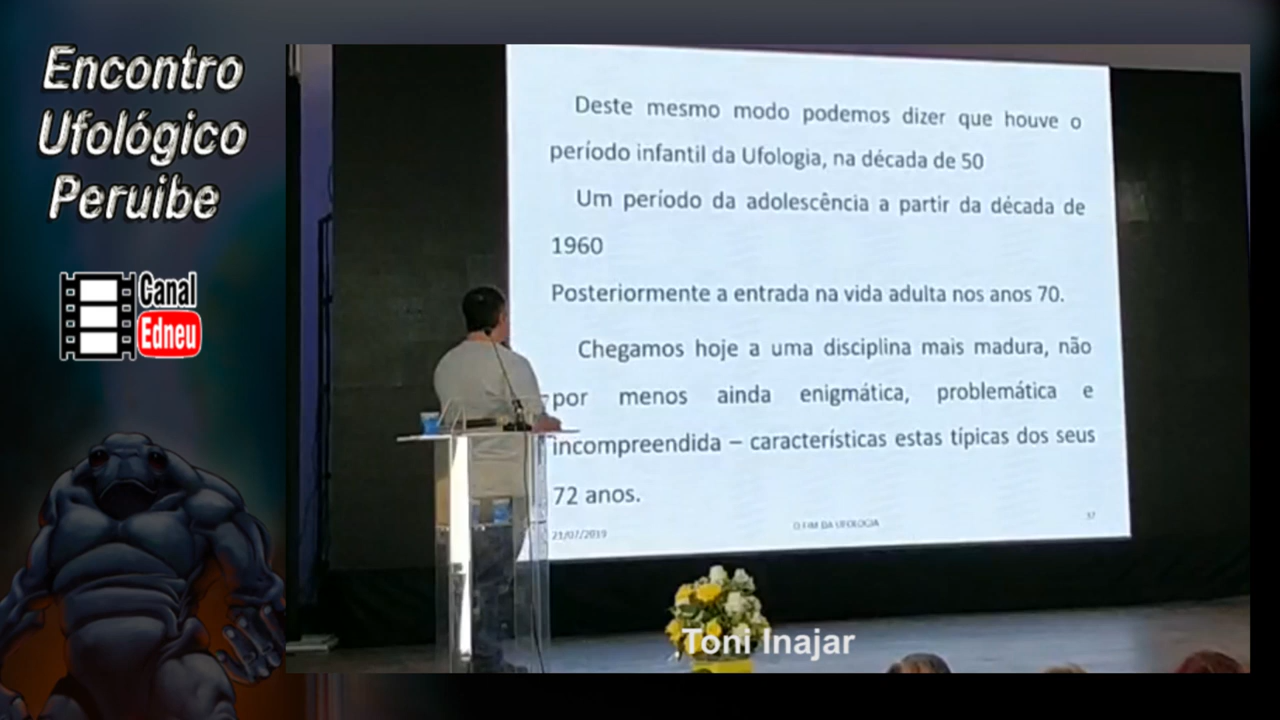 Encontro
Ufológico
Peruibe
Canal
Edneu
Deste mesmo modo podemos dizer que houve o
período infantil da Ufologia, na década de 50
Um período da adolescência a partir da década de
1960
Posteriormente a entrada na vida adulta nos anos 70.
Chegamos hoje a uma disciplina mais madura, não
por menos ainda enigmática, problemática e
incompreendida – características estas típicas dos seus
72 anos.
21/07/2019
O FIM DA UFOLOGIA
Toni Inajar